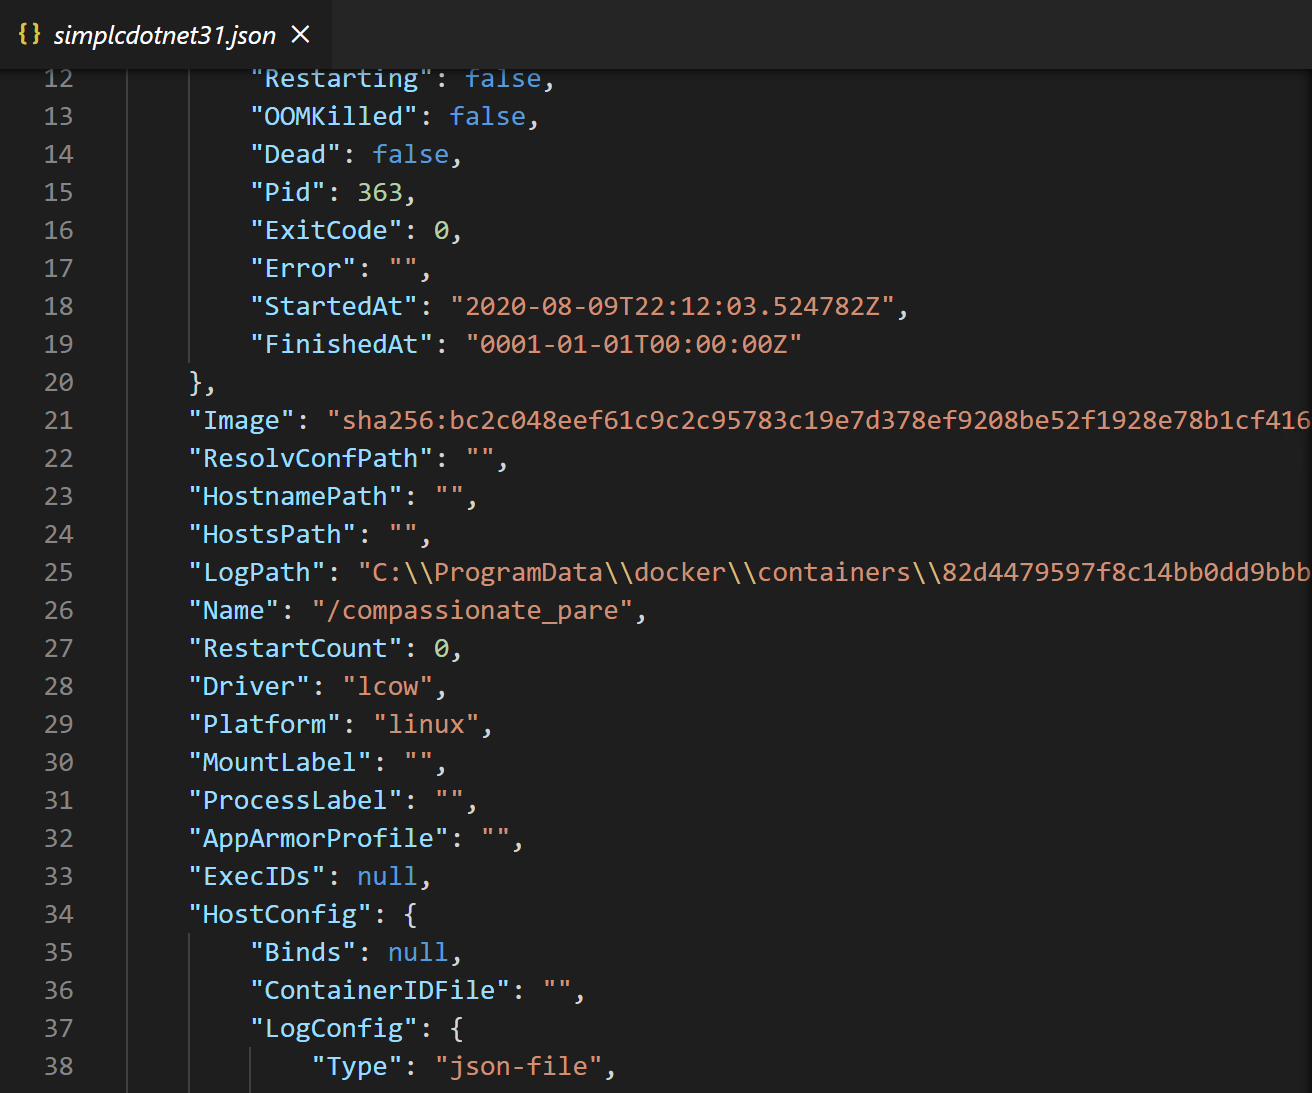 {} simplcdotnet31.json ×
12 "Restarting": false,
13 "OOMKilled": false,
14 "Dead": false,
15 "Pid": 363,
16 "ExitCode": 0,
17 "Error": "",
18 "StartedAt": "2020-08-09T22:12:03.524782Z",
19 "FinishedAt": "0001-01-01T00:00:00Z"
20 },
21 "Image": "sha256:bc2c048eef61c9c2c95783c19e7d378ef9208be52f1928e78b1cf416
22 "ResolvConfPath": "",
23 "HostnamePath": "",
24 "HostsPath": "",
25 "LogPath": "C:\\ProgramData\\docker\\containers\\82d4479597f8c14bb0dd9bbb
26 "Name": "/compassionate_pare",
27 "RestartCount": 0,
28 "Driver": "lcow",
29 "Platform": "linux",
30 "MountLabel": "",
31 "ProcessLabel": "",
32 "AppArmorProfile": "",
33 "ExecIDs": null,
34 "HostConfig": {
35 "Binds": null,
36 "ContainerIDFile": "",
37 "LogConfig": {
38 "Type": "json-file",